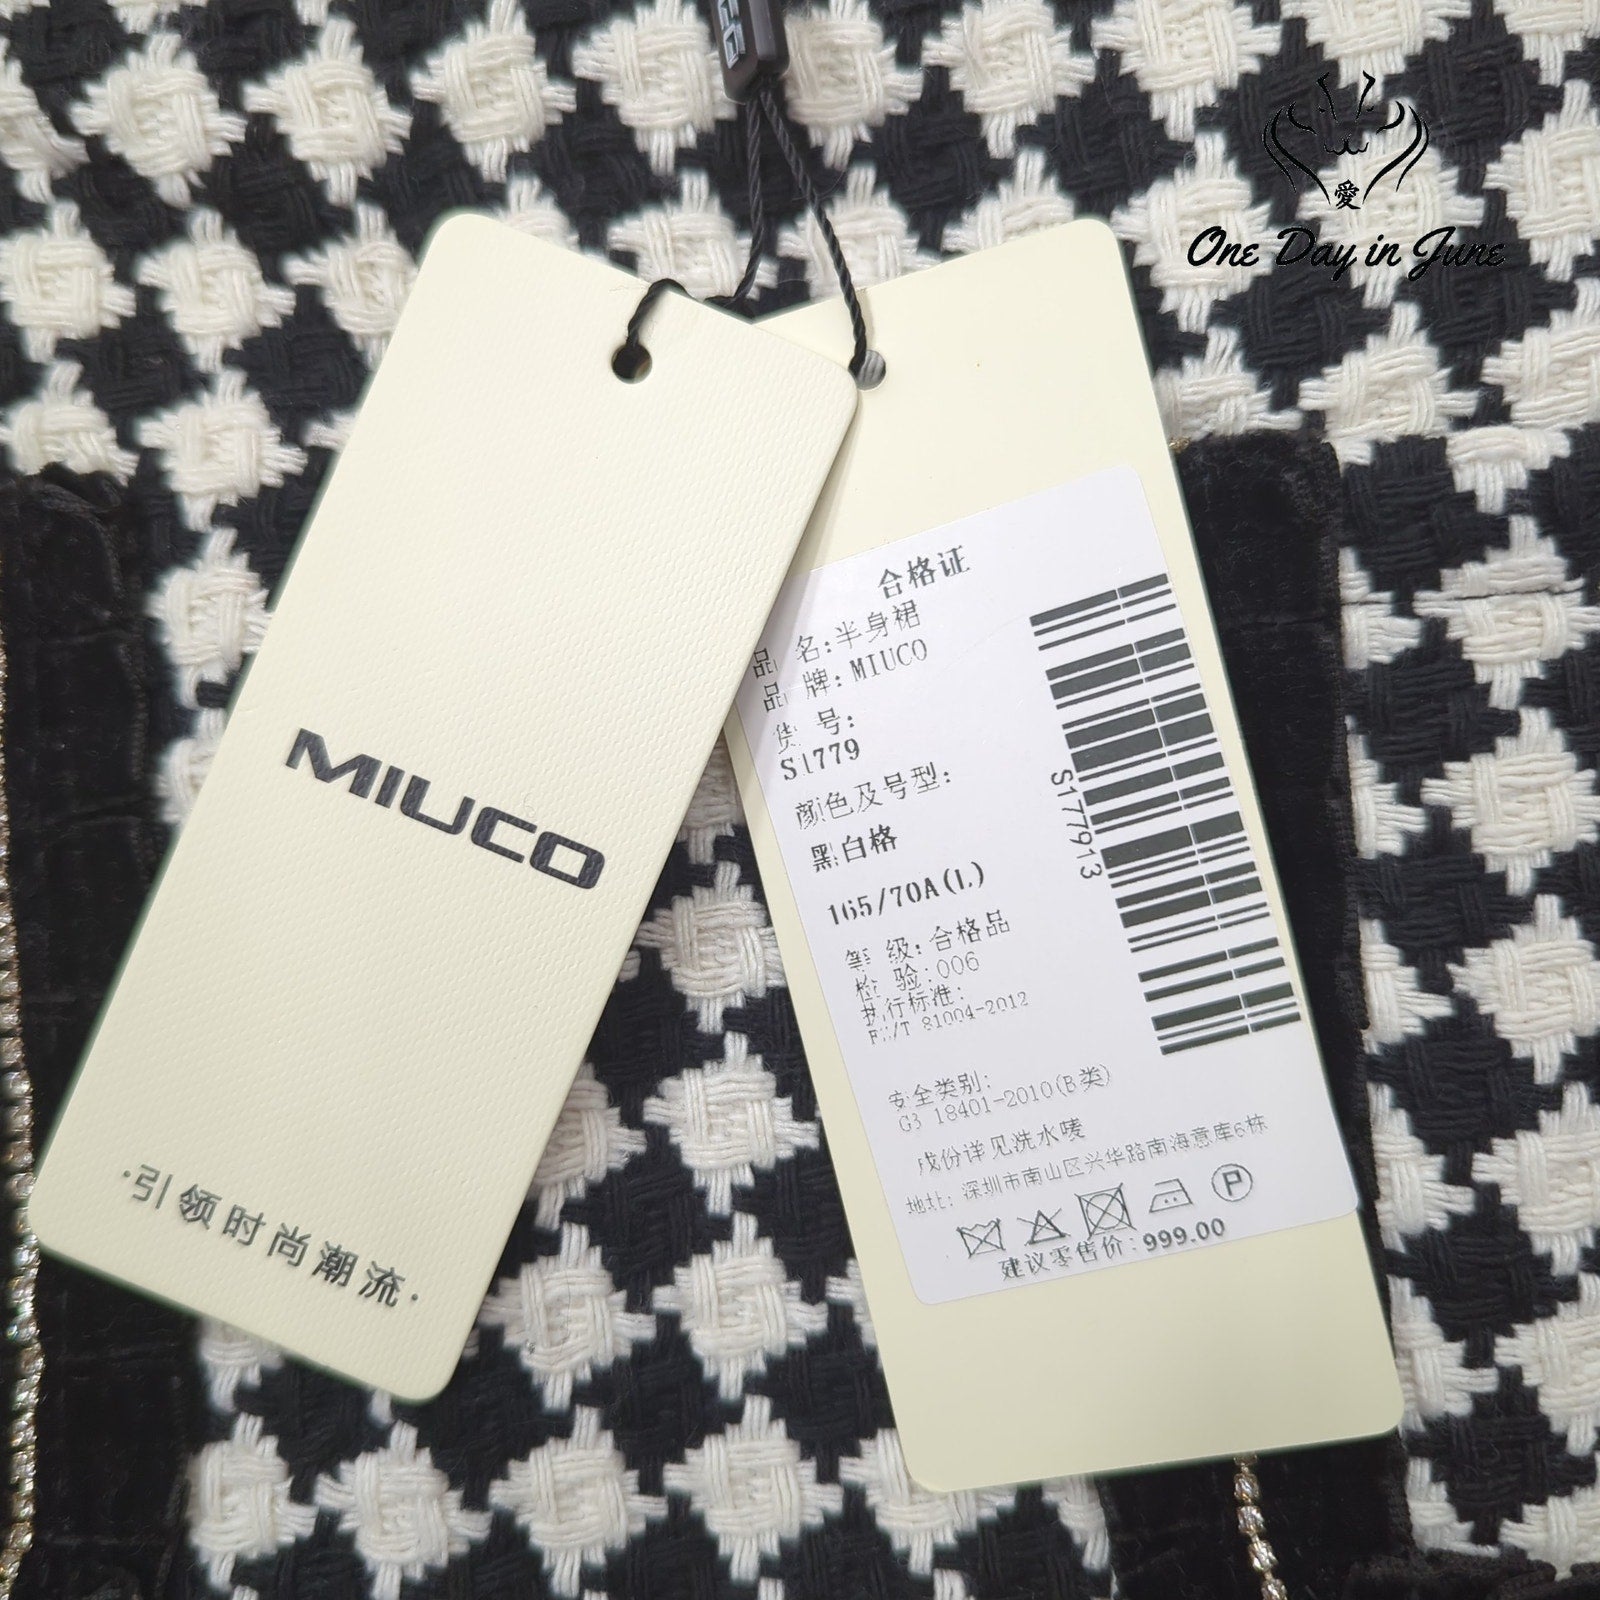 愛
One Day in June
MIUCO
·引领时尚潮流·
合格证
品 名:半身裙
品 牌: MIUCO
货 号:
S1779
颜色及号型:
黑白格
165/70A(L)
等 级:合格品
检 验:006
执行标准:
81004-2012
安全类别:
18401-2010(B类)
成份详见洗水唛
地址: 深圳市南山区兴华路南海意库6栋
P
建议零售价:999.00
S177913